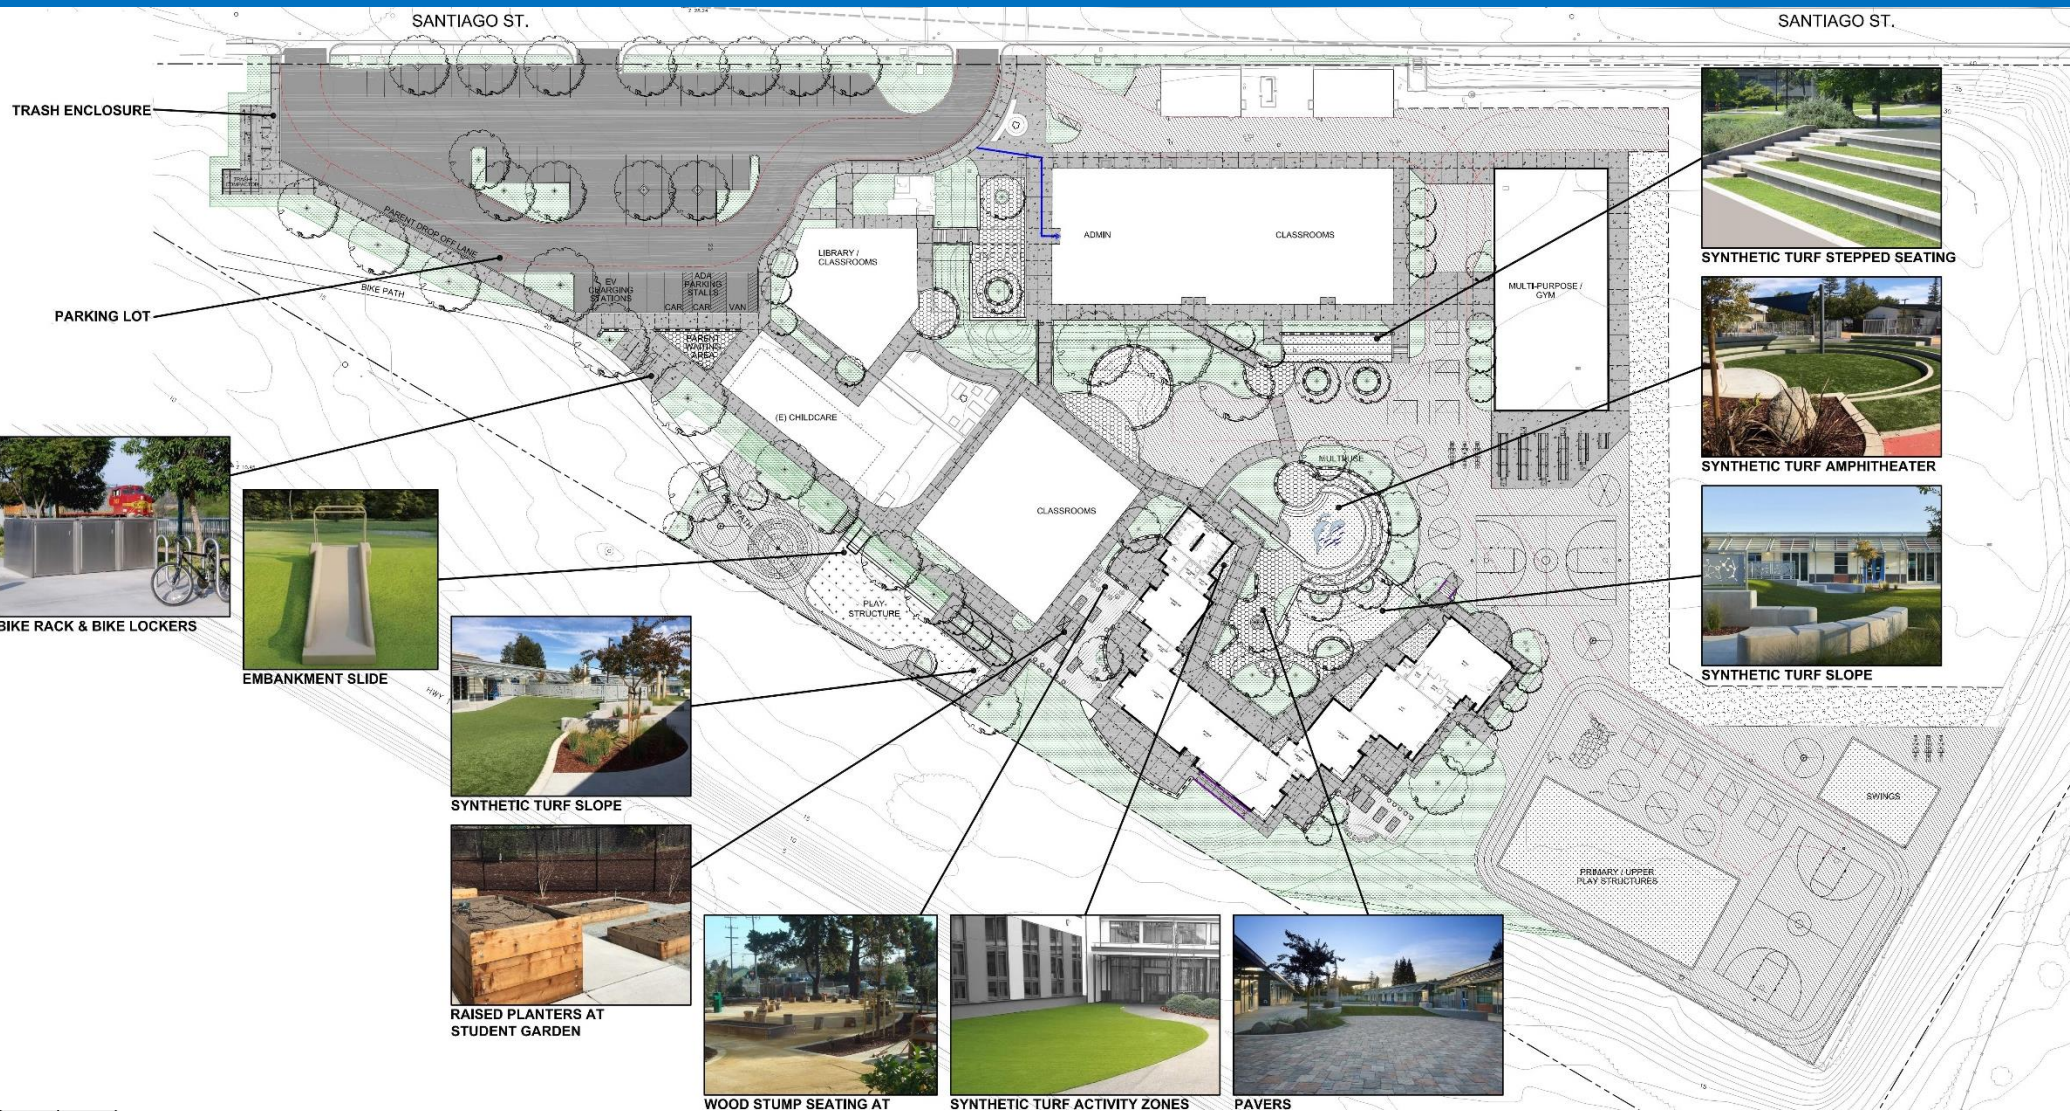 SANTIAGO ST.
SANTIAGO ST.
TRASH ENCLOSURE
PARENT DROP OFF LANE
BIKE PATH
PARKING LOT
EV
CHARGING
STATIONS
ADA
PARKING
STALLS
CAR
CAR
VAN
PARENT
WAITING
AREA
LIBRARY /
CLASSROOMS
ADMIN
CLASSROOMS
MULTI-PURPOSE /
GYM
(E) CHILDCARE
CLASSROOMS
MULTIUSE
PLAY
STRUCTURE
HWY 1
SWINGS
PRIMARY / UPPER
PLAY STRUCTURES
SYNTHETIC TURF STEPPED SEATING
SYNTHETIC TURF AMPHITHEATER
SYNTHETIC TURF SLOPE
BIKE RACK & BIKE LOCKERS
EMBANKMENT SLIDE
SYNTHETIC TURF SLOPE
RAISED PLANTERS AT
STUDENT GARDEN
WOOD STUMP SEATING AT
SYNTHETIC TURF ACTIVITY ZONES
PAVERS